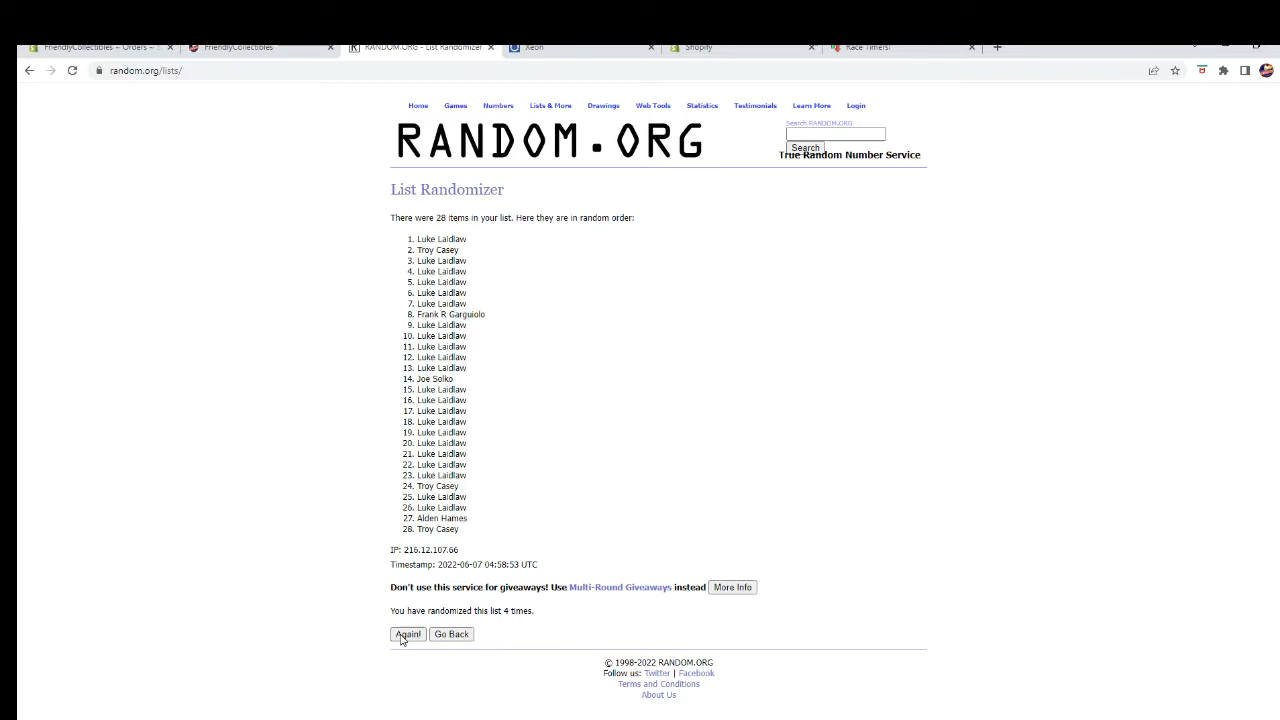 FriendlyCollectibles ~ Orders ~ S
FriendlyCollectibles
RANDOM.ORG - List Randomizer
Xeon
Shopify
Race Timers!
random.org/lists/
Home Games Numbers Lists & More Drawings Web Tools Statistics Testimonials Learn More Login
RANDOM.ORG
Search RANDOM.ORG
Search
True Random Number Service
List Randomizer
There were 28 items in your list. Here they are in random order:
1. Luke Laidlaw
2. Troy Casey
3. Luke Laidlaw
4. Luke Laidlaw
5. Luke Laidlaw
6. Luke Laidlaw
7. Luke Laidlaw
8. Frank R Garguiolo
9. Luke Laidlaw
10. Luke Laidlaw
11. Luke Laidlaw
12. Luke Laidlaw
13. Luke Laidlaw
14. Joe Solko
15. Luke Laidlaw
16. Luke Laidlaw
17. Luke Laidlaw
18. Luke Laidlaw
19. Luke Laidlaw
20. Luke Laidlaw
21. Luke Laidlaw
22. Luke Laidlaw
23. Luke Laidlaw
24. Troy Casey
25. Luke Laidlaw
26. Luke Laidlaw
27. Alden Hames
28. Troy Casey
IP: 216.12.107.66
Timestamp: 2022-06-07 04:58:53 UTC
Don't use this service for giveaways! Use Multi-Round Giveaways instead More Info
You have randomized this list 4 times.
Again! Go Back
© 1998-2022 RANDOM.ORG
Follow us: Twitter | Facebook
Terms and Conditions
About Us